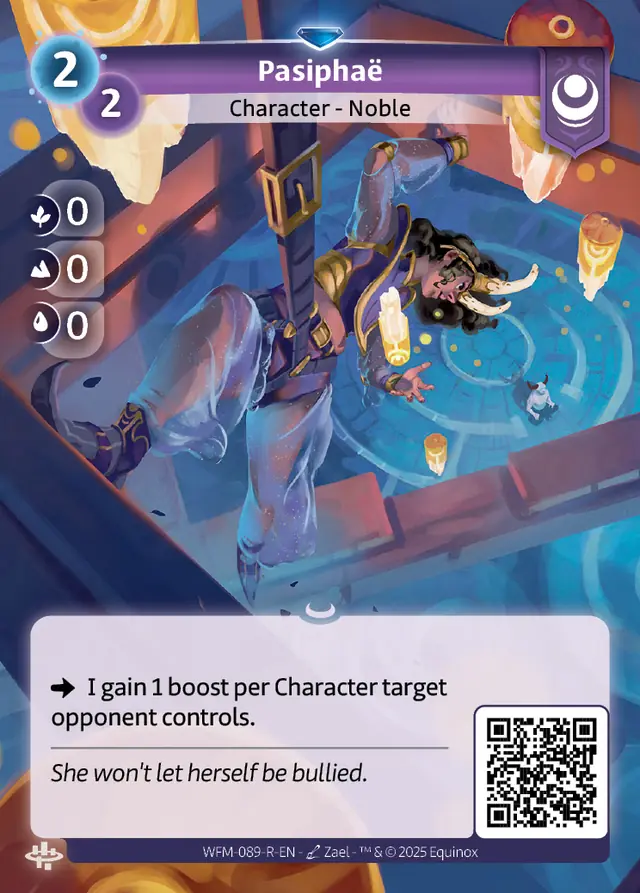 2
Pasiphaë
2
Character - Noble
0
0
0
I gain 1 boost per Character target
opponent controls.
She won't let herself be bullied.
WFM-089-R-EN - Zael - ™ & © 2025 Equinox